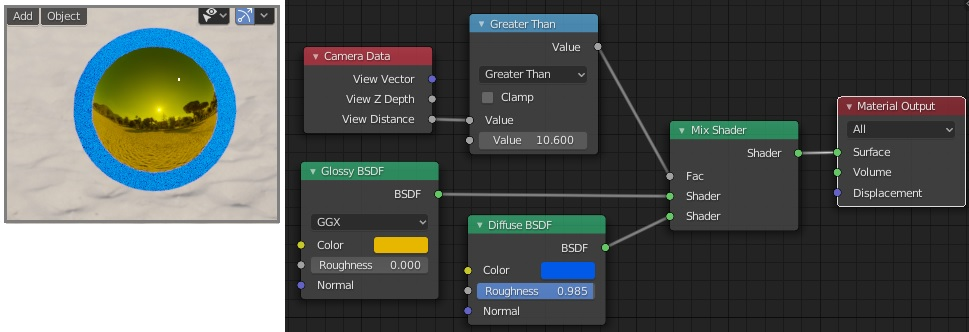 Add Object
Greater Than
Value
Greater Than
Clamp
Value
Value 10.600
Camera Data
View Vector
View Z Depth
View Distance
Glossy BSDF
BSDF
GGX
Color
Roughness 0.000
Normal
Diffuse BSDF
BSDF
Color
Roughness 0.985
Normal
Mix Shader
Shader
Fac
Shader
Shader
Material Output
All
Surface
Volume
Displacement